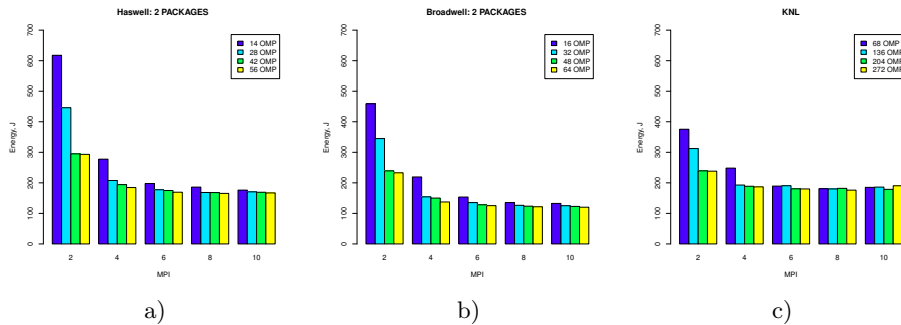 Haswell: 2 PACKAGES
700
600
500
400
300
200
100
0
Energy, J
14 OMP
28 OMP
42 OMP
56 OMP
2 4 6 8 10
MPI
a)
Broadwell: 2 PACKAGES
700
600
500
400
300
200
100
0
Energy, J
16 OMP
32 OMP
48 OMP
64 OMP
2 4 6 8 10
MPI
b)
KNL
700
600
500
400
300
200
100
0
Energy, J
68 OMP
136 OMP
204 OMP
272 OMP
2 4 6 8 10
MPI
c)